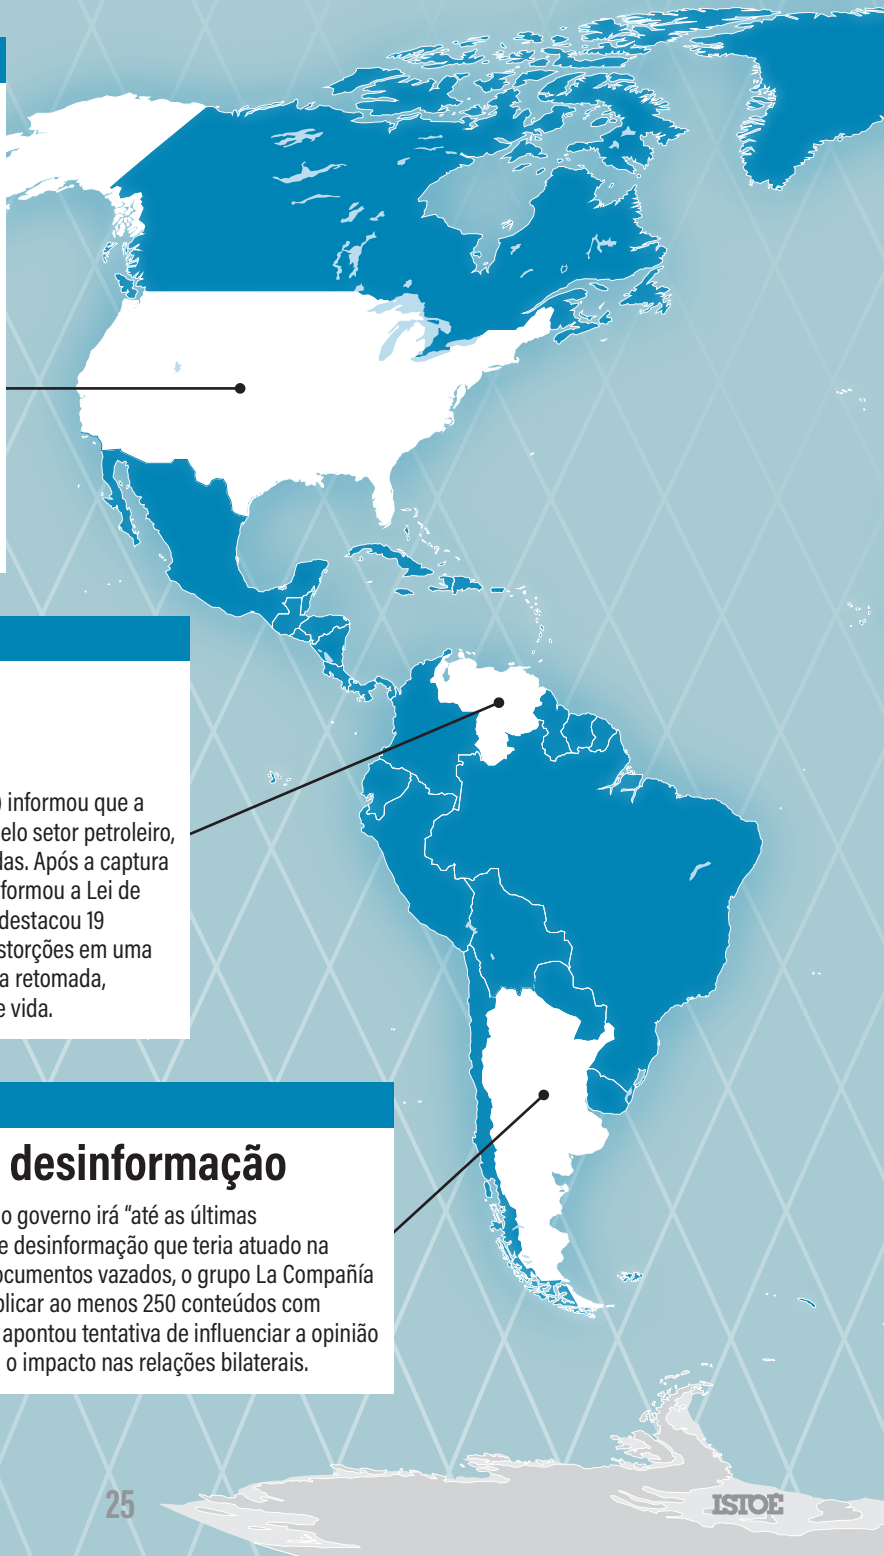 ) informou que a
elo setor petroleiro,
das. Após a captura
formou a Lei de
destacou 19
storções em uma
a retomada,
e vida.
desinformação
o governo irá “até as últimas
e desinformação que teria atuado na
ocumentos vazados, o grupo La Compañía
blicar ao menos 250 conteúdos com
apontou tentativa de influenciar a opinião
o impacto nas relações bilaterais.
25
ISTOÉ